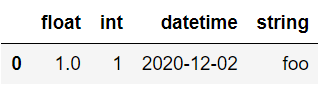 float int datetime string
0 1.0 1 2020-12-02 foo